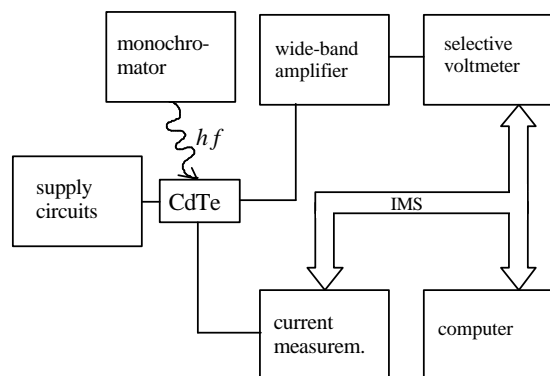 monochro-
mator
wide-band
amplifier
selective
voltmeter
hf
supply
circuits
CdTe
IMS
current
measurem.
computer